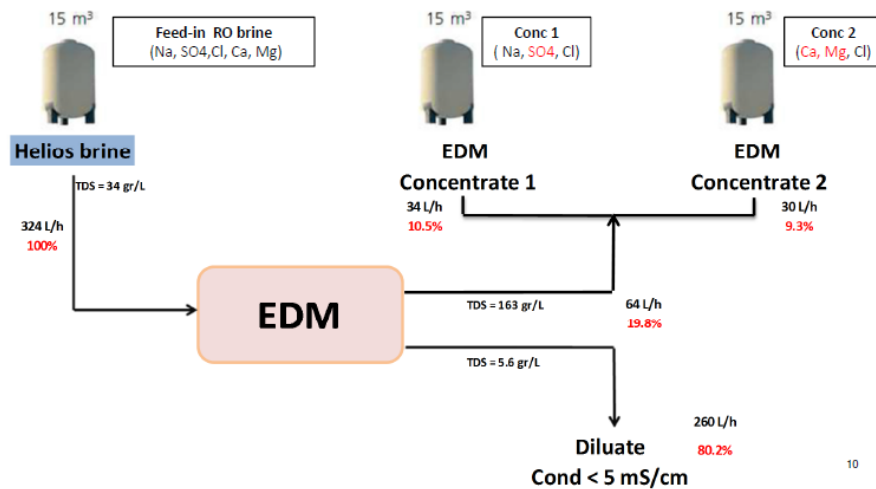 15 m³
Feed-in RO brine
(Na, SO4,Cl, Ca, Mg)
15 m³
Conc 1
( Na, SO4, Cl)
15 m³
Conc 2
(Ca, Mg, Cl)
Helios brine
EDM
Concentrate 1
EDM
Concentrate 2
TDS = 34 gr/L
324 L/h
100%
34 L/h
10.5%
30 L/h
9.3%
EDM
TDS = 163 gr/L
64 L/h
19.8%
TDS = 5.6 gr/L
260 L/h
80.2%
Diluate
Cond < 5 mS/cm
10